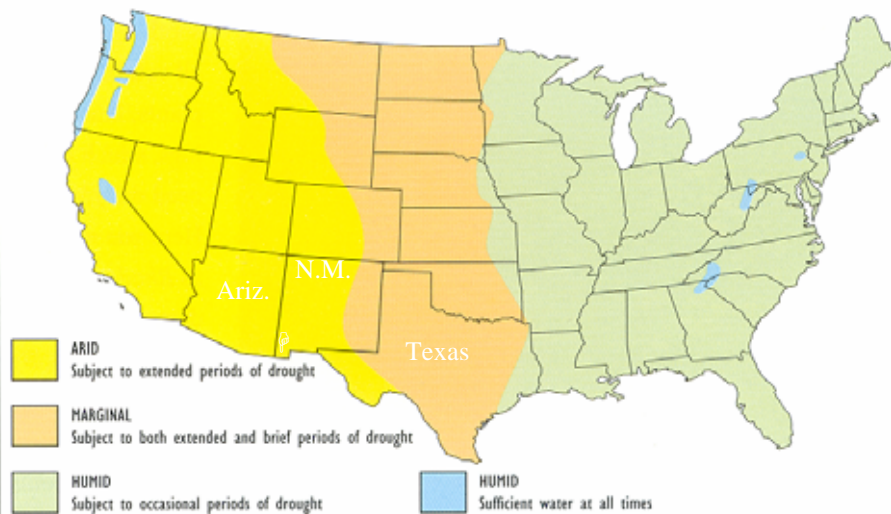 N.M.
Ariz.
Texas
ARID
Subject to extended periods of drought
MARGINAL
Subject to both extended and brief periods of drought
HUMID
Subject to occasional periods of drought
HUMID
Sufficient water at all times